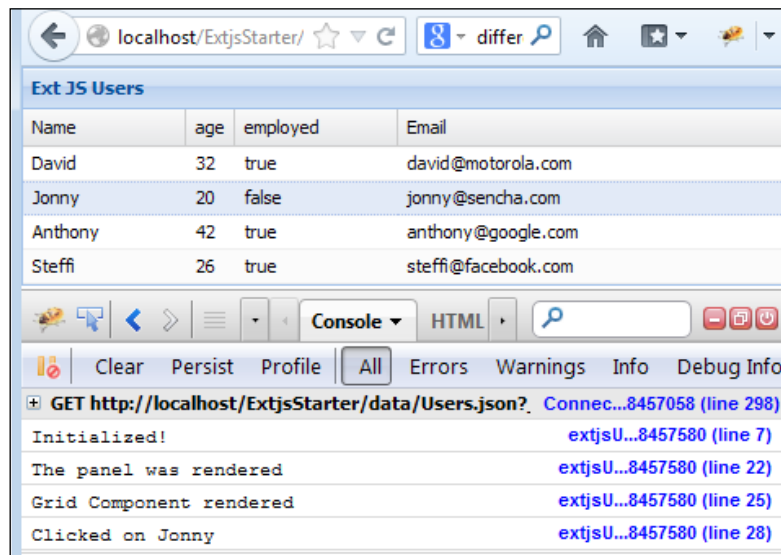 localhost/ExtjsStarter/ 8 differ
Ext JS Users
Name age employed Email
David 32 true david@motorola.com
Jonny 20 false jonny@sencha.com
Anthony 42 true anthony@google.com
Steffi 26 true steffi@facebook.com
Console HTML
Clear Persist Profile All Errors Warnings Info Debug Info
GET http://localhost/ExtjsStarter/data/Users.json?_ Connec...8457058 (line 298)
Initialized! extjsU...8457580 (line 7)
The panel was rendered extjsU...8457580 (line 22)
Grid Component rendered extjsU...8457580 (line 25)
Clicked on Jonny extjsU...8457580 (line 28)